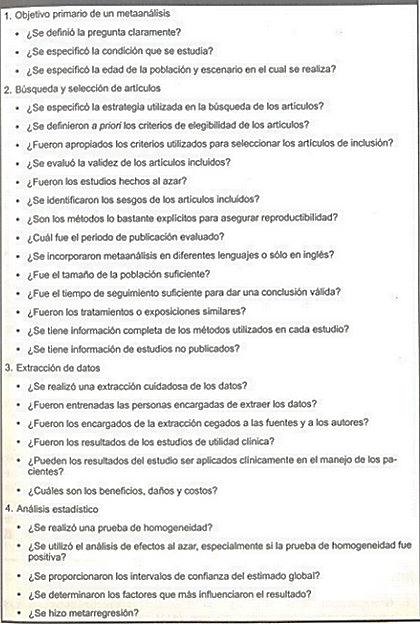 1. Objetivo primario de un metaanálisis
• ¿Se definió la pregunta claramente?
• ¿Se especificó la condición que se estudia?
• ¿Se especificó la edad de la población y escenario en el cual se realiza?
2. Búsqueda y selección de artículos
• ¿Se especificó la estrategia utilizada en la búsqueda de los artículos?
• ¿Se definieron a priori los criterios de elegibilidad de los artículos?
• ¿Fueron apropiados los criterios utilizados para seleccionar los artículos de inclusión?
• ¿Se evaluó la validez de los artículos incluidos?
• ¿Fueron los estudios hechos al azar?
• ¿Se identificaron los sesgos de los artículos incluidos?
• ¿Son los métodos lo bastante explícitos para asegurar reproductibilidad?
• ¿Cuál fue el periodo de publicación evaluado?
• ¿Se incorporaron metaanálisis en diferentes lenguajes o sólo en inglés?
• ¿Fue el tamaño de la población suficiente?
• ¿Fue el tiempo de seguimiento suficiente para dar una conclusión válida?
• ¿Fueron los tratamientos o exposiciones similares?
• ¿Se tiene información completa de los métodos utilizados en cada estudio?
• ¿Se tiene información de estudios no publicados?
3. Extracción de datos
• ¿Se realizó una extracción cuidadosa de los datos?
• ¿Fueron entrenadas las personas encargadas de extraer los datos?
• ¿Fueron los encargados de la extracción cegados a las fuentes y a los autores?
• ¿Fueron los resultados de los estudios de utilidad clínica?
• ¿Pueden los resultados del estudio ser aplicados clínicamente en el manejo de los pa-
cientes?
• ¿Cuáles son los beneficios, daños y costos?
4. Análisis estadístico
• ¿Se realizó una prueba de homogeneidad?
• ¿Se utilizó el análisis de efectos al azar, especialmente si la prueba de homogeneidad fue
positiva?
• ¿Se proporcionaron los intervalos de confianza del estimado global?
• ¿Se determinaron los factores que más influenciaron el resultado?
• ¿Se hizo metarregresión?